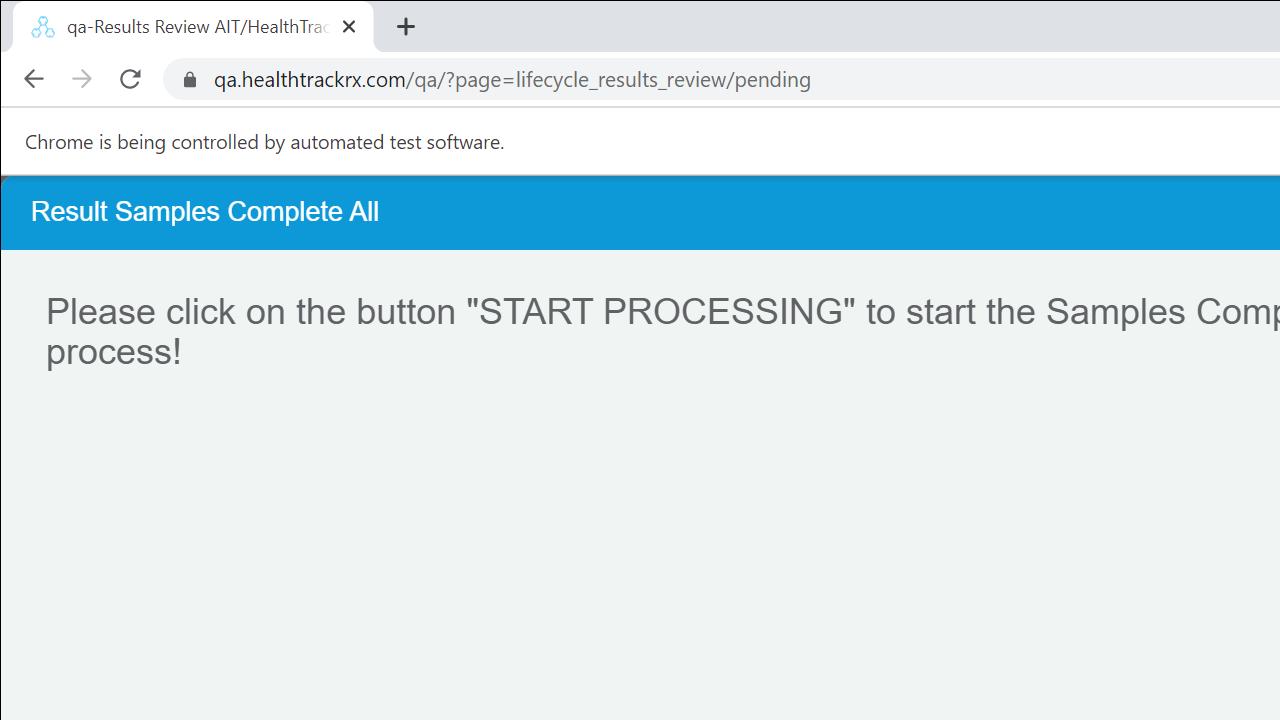 qa-Results Review AIT/HealthTrac
qa.healthtrackrx.com/qa/?page=lifecycle_results_review/pending
Chrome is being controlled by automated test software.
Result Samples Complete All
Please click on the button "START PROCESSING" to start the Samples Comp
process!